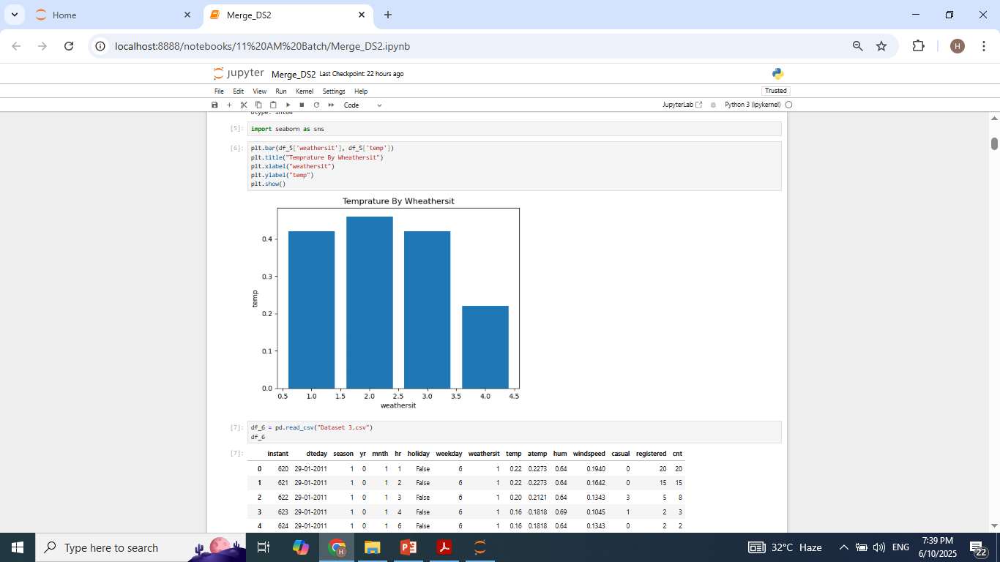 Home
Merge_DS2
localhost:8888/notebooks/11%20AM%20Batch/Merge_DS2.ipynb
H
jupyter Merge_DS2 Last Checkpoint: 22 hours ago
File Edit View Run Kernel Settings Help
Trusted
Code
JupyterLab
Python 3 (ipykernel)
dtype: int64
[5]: import seaborn as sns
[6]: plt.bar(df_5['weathersit'], df_5['temp'])
plt.title("Temprature By Wheathersit")
plt.xlabel("weathersit")
plt.ylabel("temp")
plt.show()
Temprature By Wheathersit
0.4
0.3
0.2
0.1
0.0
temp
0.5 1.0 1.5 2.0 2.5 3.0 3.5 4.0 4.5
weathersit
[7]: df_6 = pd.read_csv("Dataset 3.csv")
df_6
[7]: instant dteday season yr mnth hr holiday weekday weathersit temp atemp hum windspeed casual registered cnt
0 620 29-01-2011 1 0 1 1 False 6 1 0.22 0.2273 0.64 0.1940 0 20 20
1 621 29-01-2011 1 0 1 2 False 6 1 0.22 0.2273 0.64 0.1642 0 15 15
2 622 29-01-2011 1 0 1 3 False 6 1 0.20 0.2121 0.64 0.1343 3 5 8
3 623 29-01-2011 1 0 1 4 False 6 1 0.16 0.1818 0.69 0.1045 1 2 3
4 624 29-01-2011 1 0 1 6 False 6 1 0.16 0.1818 0.64 0.1343 0 2 2
Type here to search
H
32°C Haze
ENG
7:39 PM
6/10/2025
22